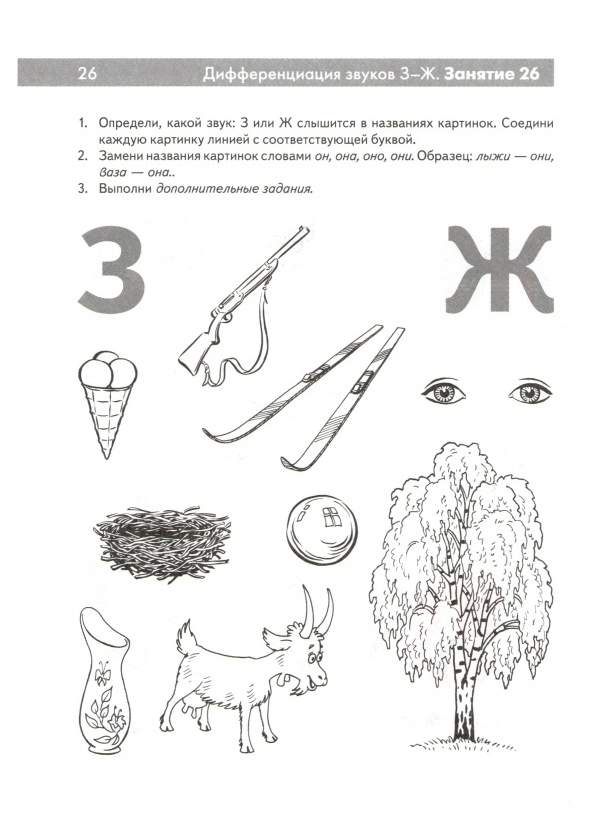 26 Дифференциация звуков З–Ж. Занятие 26
1. Определи, какой звук: З или Ж слышится в названиях картинок. Соедини
каждую картинку линией с соответствующей буквой.
2. Замени названия картинок словами он, она, оно, они. Образец: лыжи — они,
ваза — она..
3. Выполни дополнительные задания.
З Ж